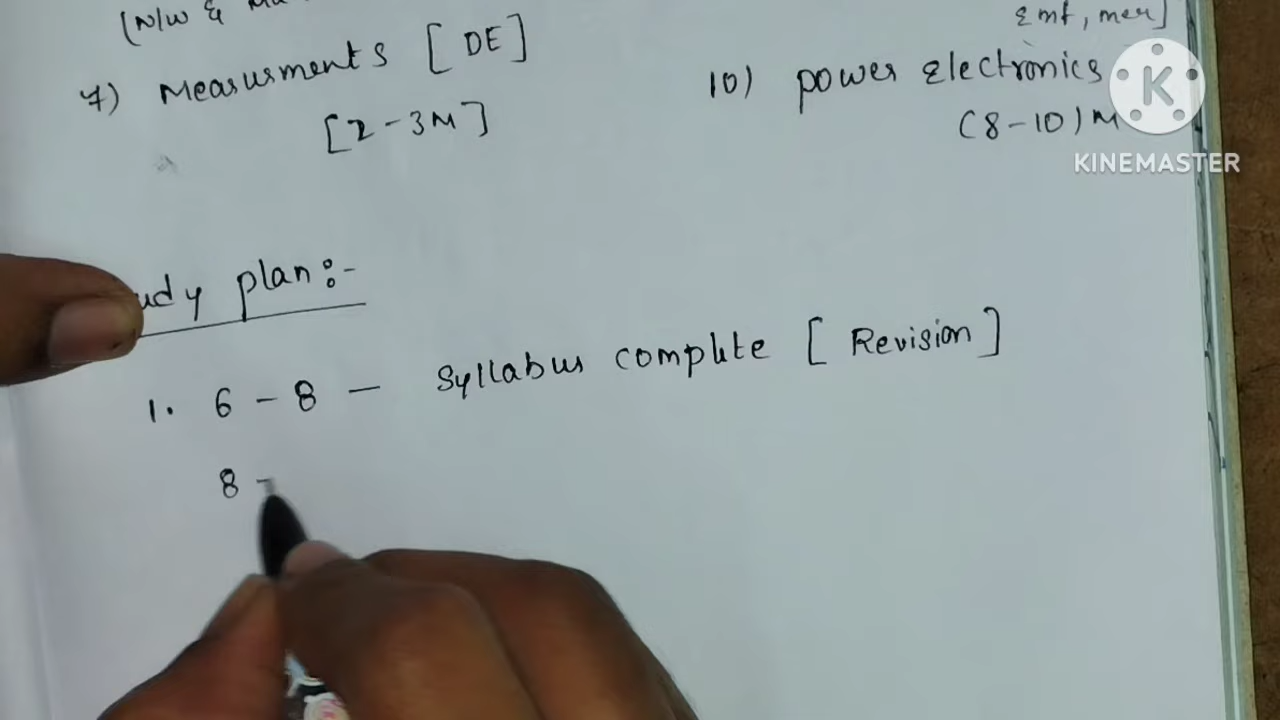 (N/W &
7) Measurments [DE]
[2-3M]
Emf, mer]
10) power Electronics
(8-10)M
K
KINEMASTER
udy plan:-
1. 6-8- Syllabus complete [Revision]
8-